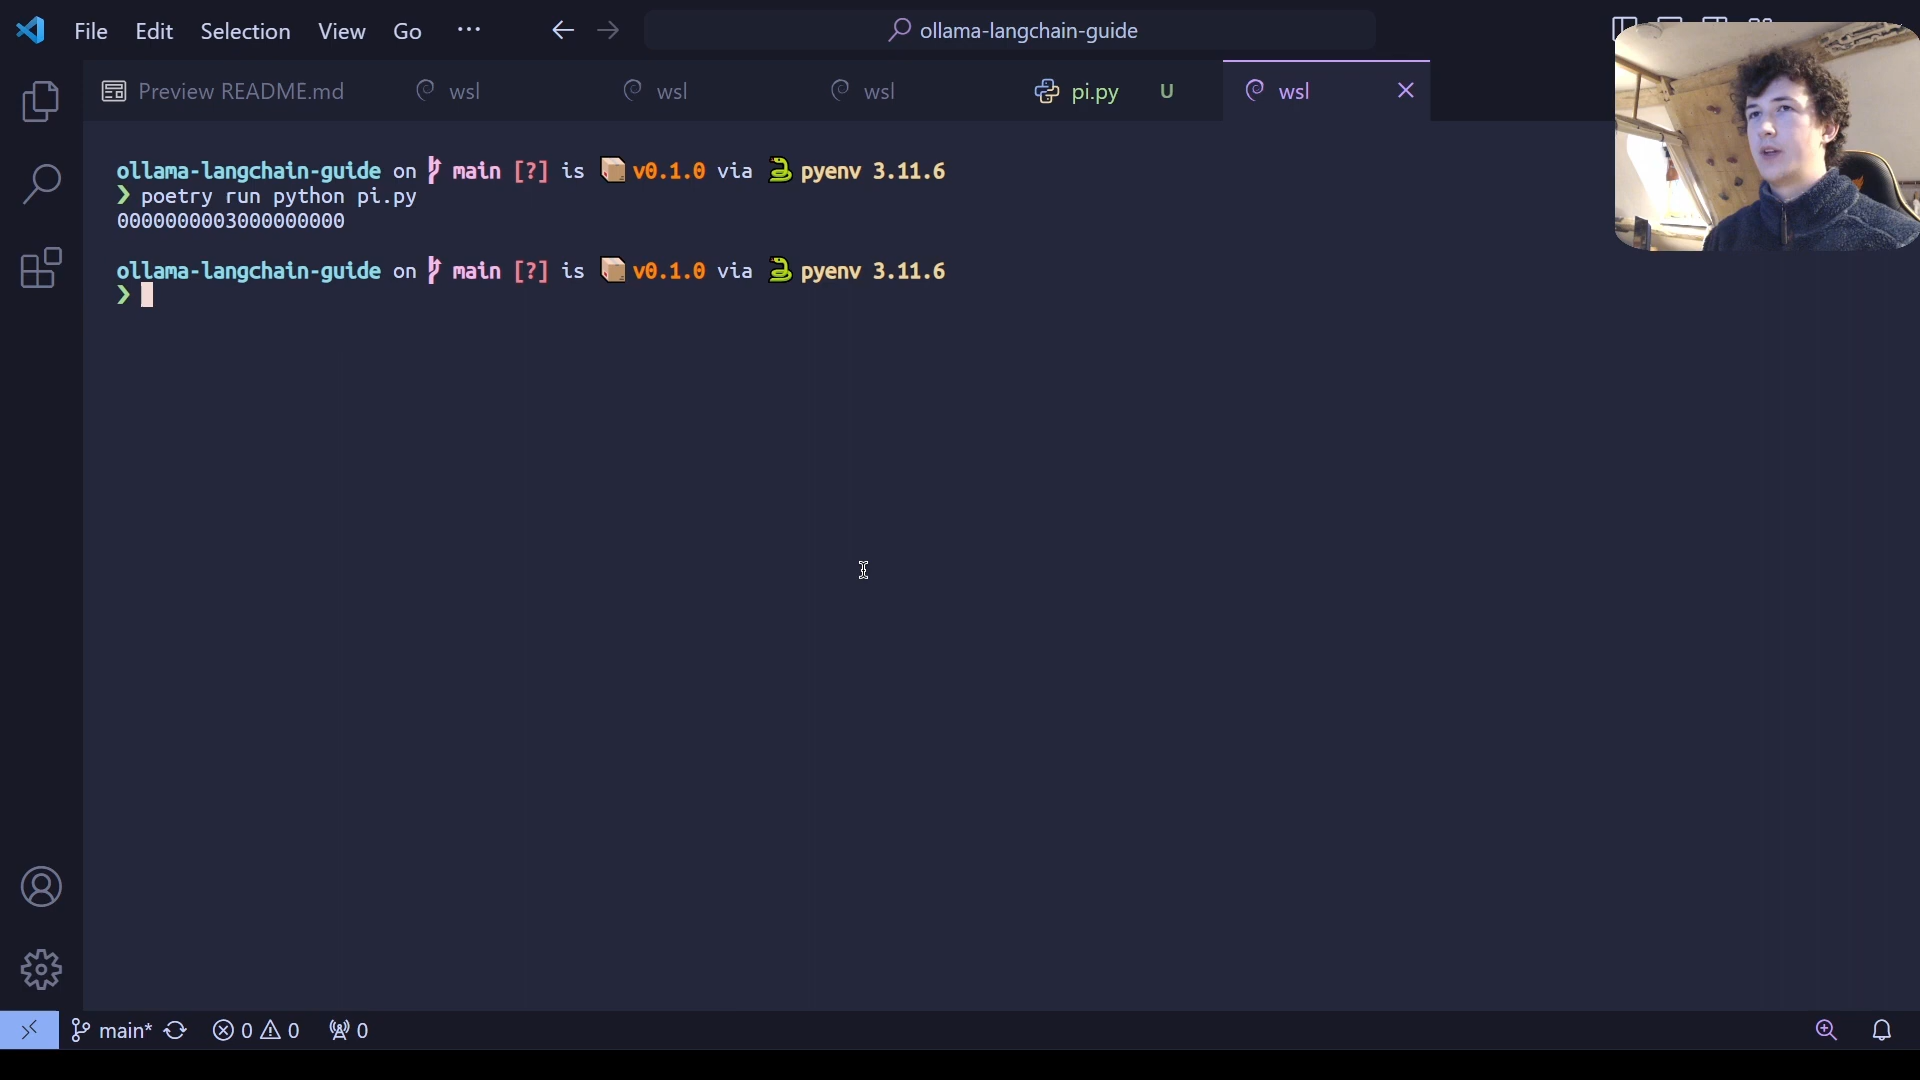 File Edit Selection View Go ··· ollama-langchain-guide
Preview README.md wsl wsl wsl pi.py U wsl
ollama-langchain-guide on main [?] is v0.1.0 via pyenv 3.11.6
❯ poetry run python pi.py
0000000003000000000
ollama-langchain-guide on main [?] is v0.1.0 via pyenv 3.11.6
❯
main* 0 0 0